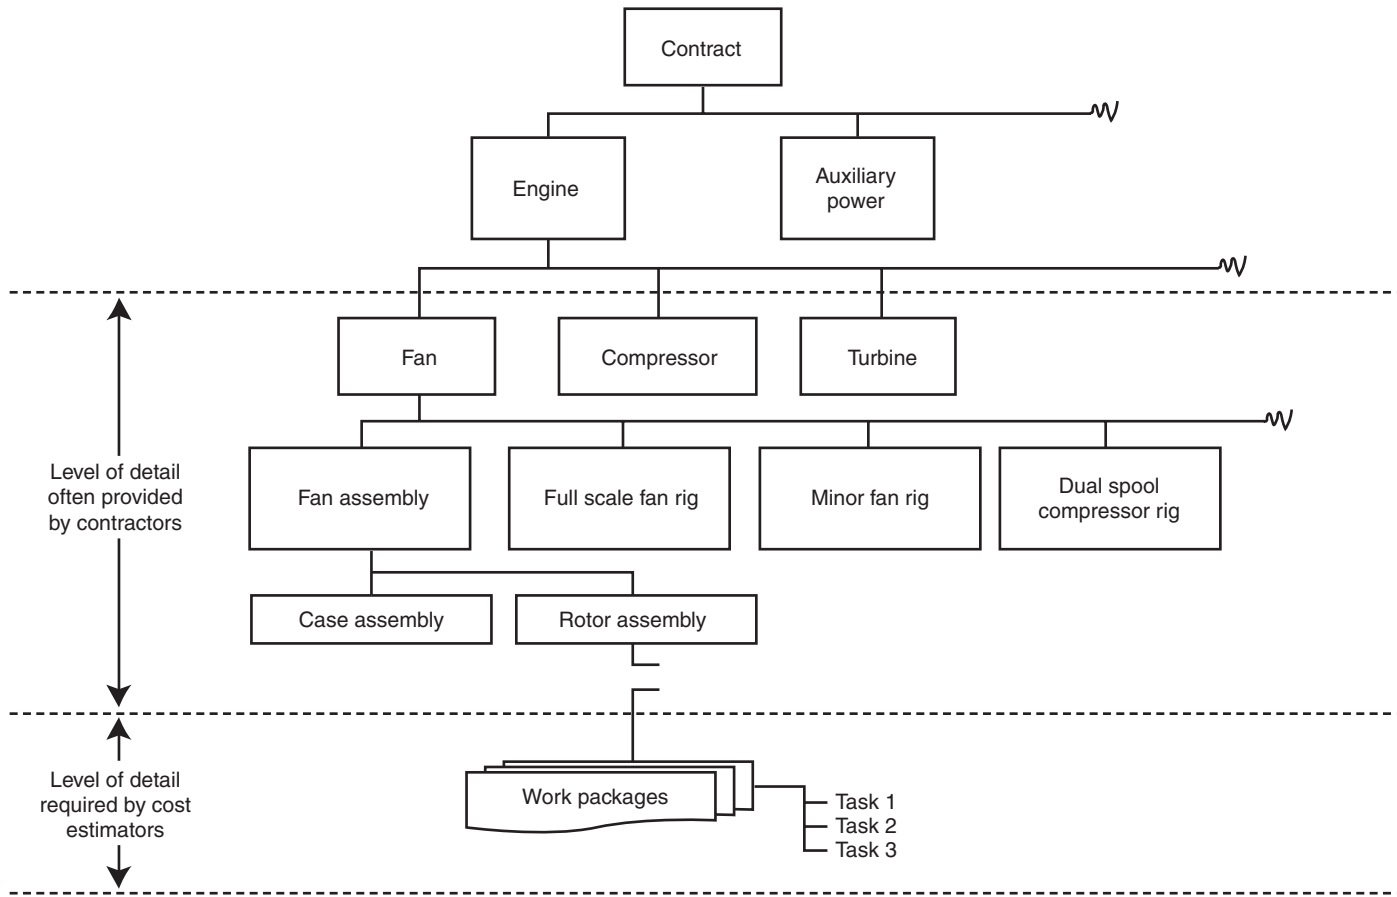 Contract
Engine
Auxiliary
power
Fan
Compressor
Turbine
Level of detail
often provided
by contractors
Fan assembly
Full scale fan rig
Minor fan rig
Dual spool
compressor rig
Case assembly
Rotor assembly
Level of detail
required by cost
estimators
Work packages
Task 1
Task 2
Task 3